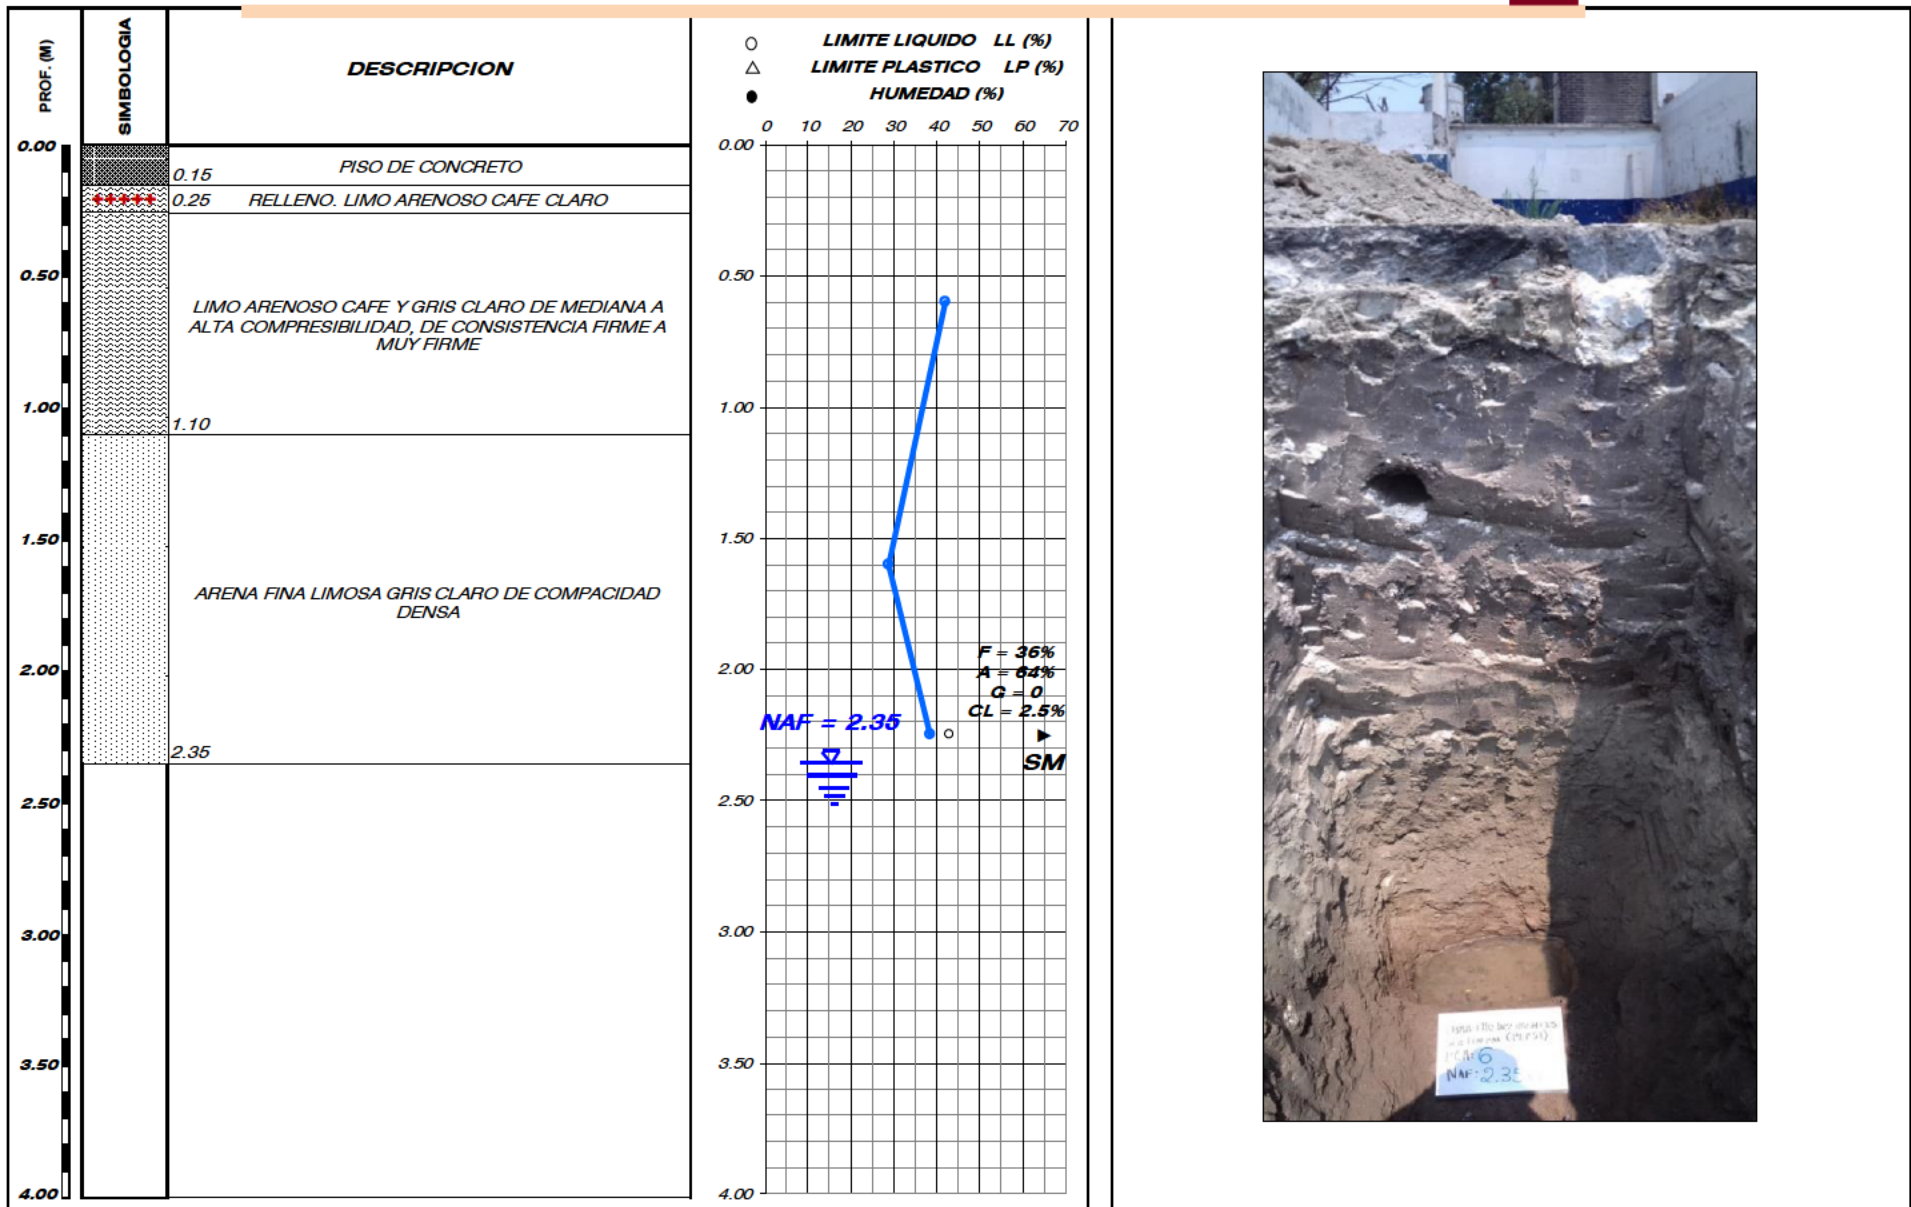 PROF. (M)
SIMBOLOGIA
DESCRIPCION
LIMITE LIQUIDO LL (%)
LIMITE PLASTICO LP (%)
HUMEDAD (%)
0 10 20 30 40 50 60 70
0.00
0.50
1.00
1.50
2.00
2.50
3.00
3.50
4.00
0.15 PISO DE CONCRETO
0.25 RELLENO. LIMO ARENOSO CAFE CLARO
LIMO ARENOSO CAFE Y GRIS CLARO DE MEDIANA A
ALTA COMPRESIBILIDAD, DE CONSISTENCIA FIRME A
MUY FIRME
1.10
ARENA FINA LIMOSA GRIS CLARO DE COMPACIDAD
DENSA
2.35
0.00
0.50
1.00
1.50
2.00
2.50
3.00
3.50
4.00
F = 36%
A = 64%
G = 0
CL = 2.5%
NAF = 2.35
SM
6
NAF: 2.35